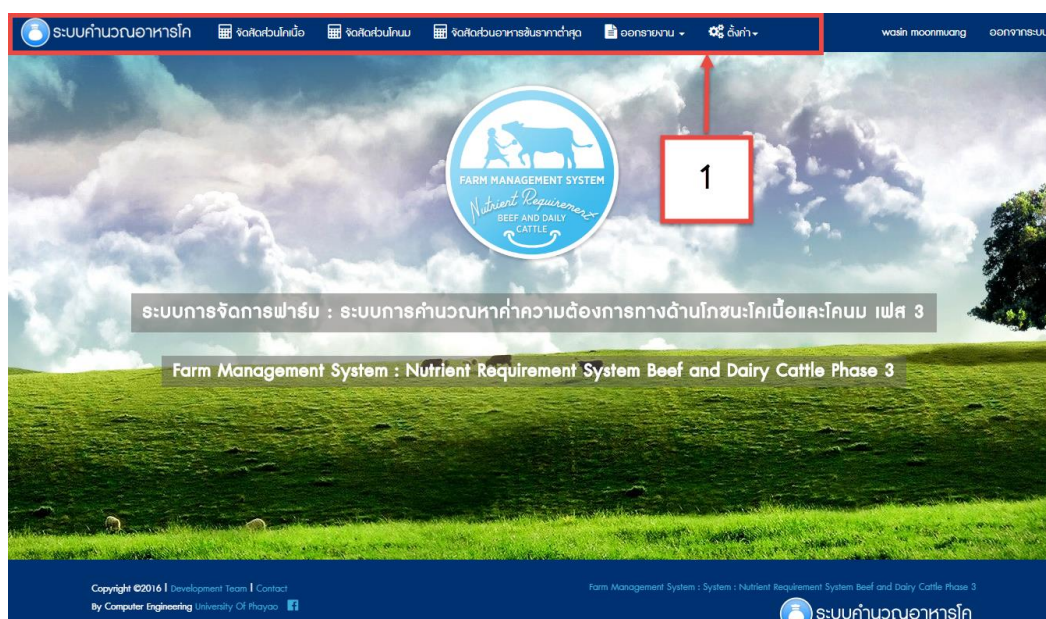 ระบบคำนวณอาหารโค จัดสัดส่วนโคเนื้อ จัดสัดส่วนโคนม จัดสัดส่วนอาหารข้นราคาต่ำสุด ออกรายงาน ตั้งค่า wasin moonmuang ออกจากระบบ
FARM MANAGEMENT SYSTEM
Nutrient Requirement
BEEF AND DAILY
CATTLE
1
ระบบการจัดการฟาร์ม : ระบบการคำนวณหาค่าความต้องการทางด้านโภชนะโคเนื้อและโคนม เฟส 3
Farm Management System : Nutrient Requirement System Beef and Dairy Cattle Phase 3
Copyright ©2016 | Development Team | Contact
By Computer Engineering University Of Phayao
Farm Management System : System : Nutrient Requirement System Beef and Dairy Cattle Phase 3
ระบบคำนวณอาหารโค